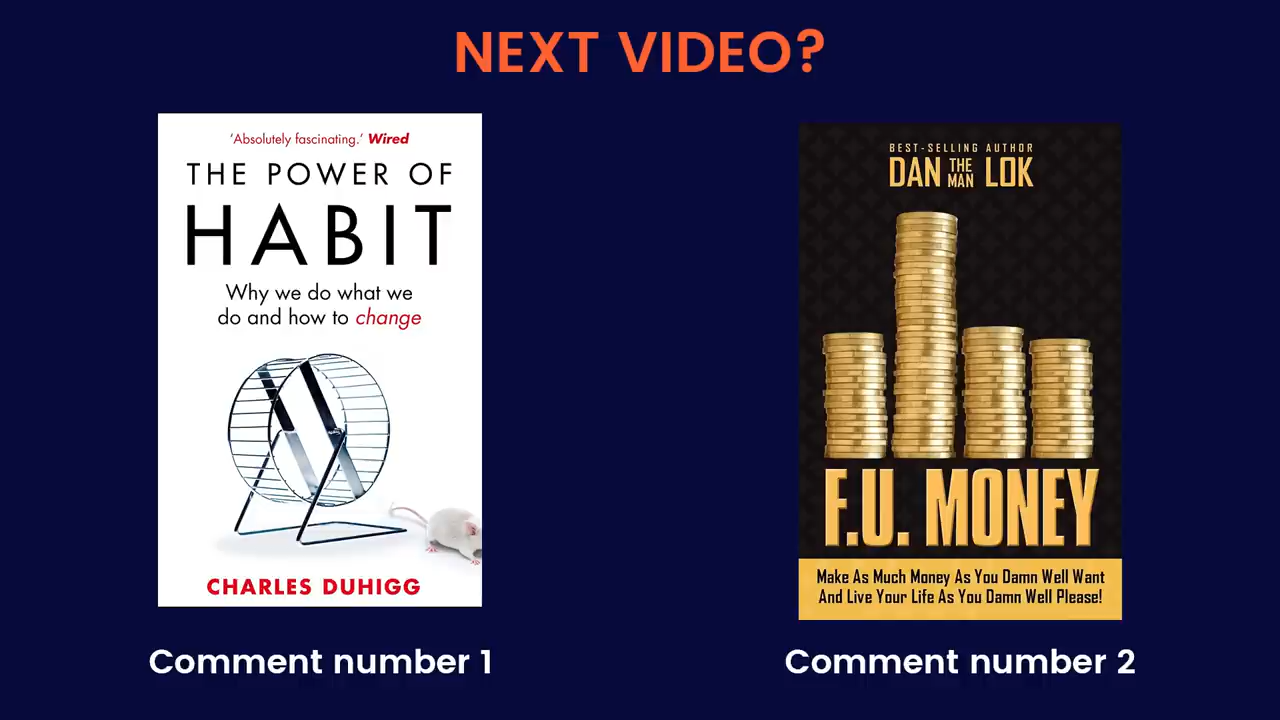 NEXT VIDEO?
'Absolutely fascinating.' Wired
THE POWER OF
HABIT
Why we do what we
do and how to change
CHARLES DUHIGG
Comment number 1
BEST-SELLING AUTHOR
DAN THE MAN LOK
F.U. MONEY
Make As Much Money As You Damn Well Want
And Live Your Life As You Damn Well Please!
Comment number 2